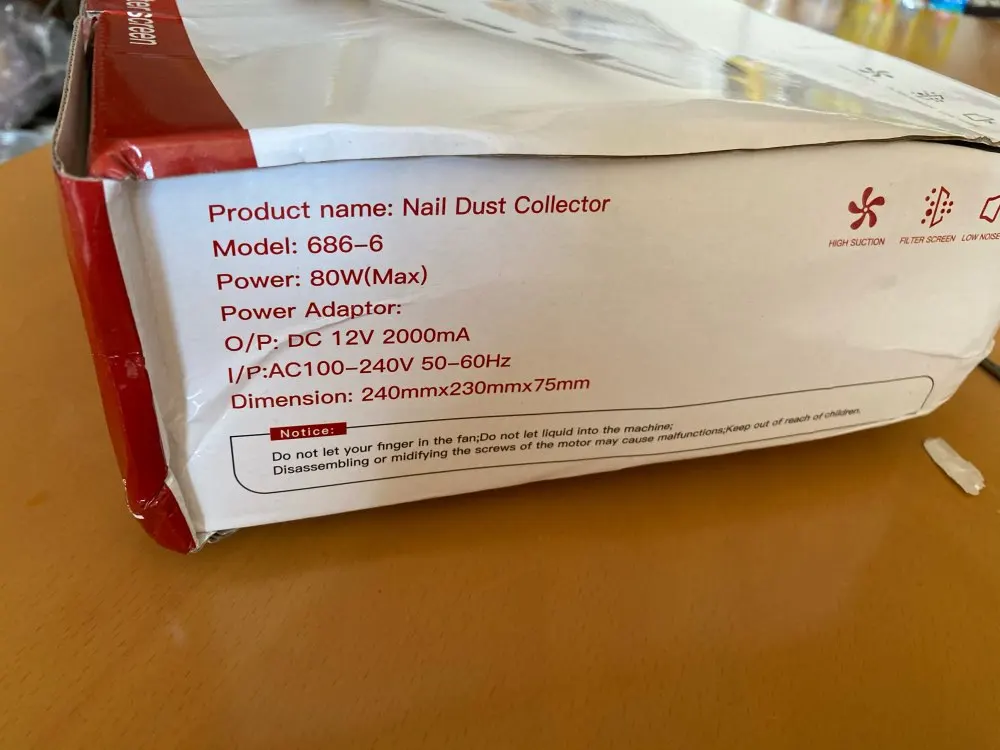 screen
Product name: Nail Dust Collector
Model: 686-6
Power: 80W(Max)
Power Adaptor:
O/P: DC 12V 2000mA
I/P:AC100-240V 50-60Hz
Dimension: 240mmx230mmx75mm
HIGH SUCTION
FILTER SCREEN
LOW NOISE
Notice:
Do not let your finger in the fan;Do not let liquid into the machine;
Disassembling or midifying the screws of the motor may cause malfunctions;Keep out of reach of children.